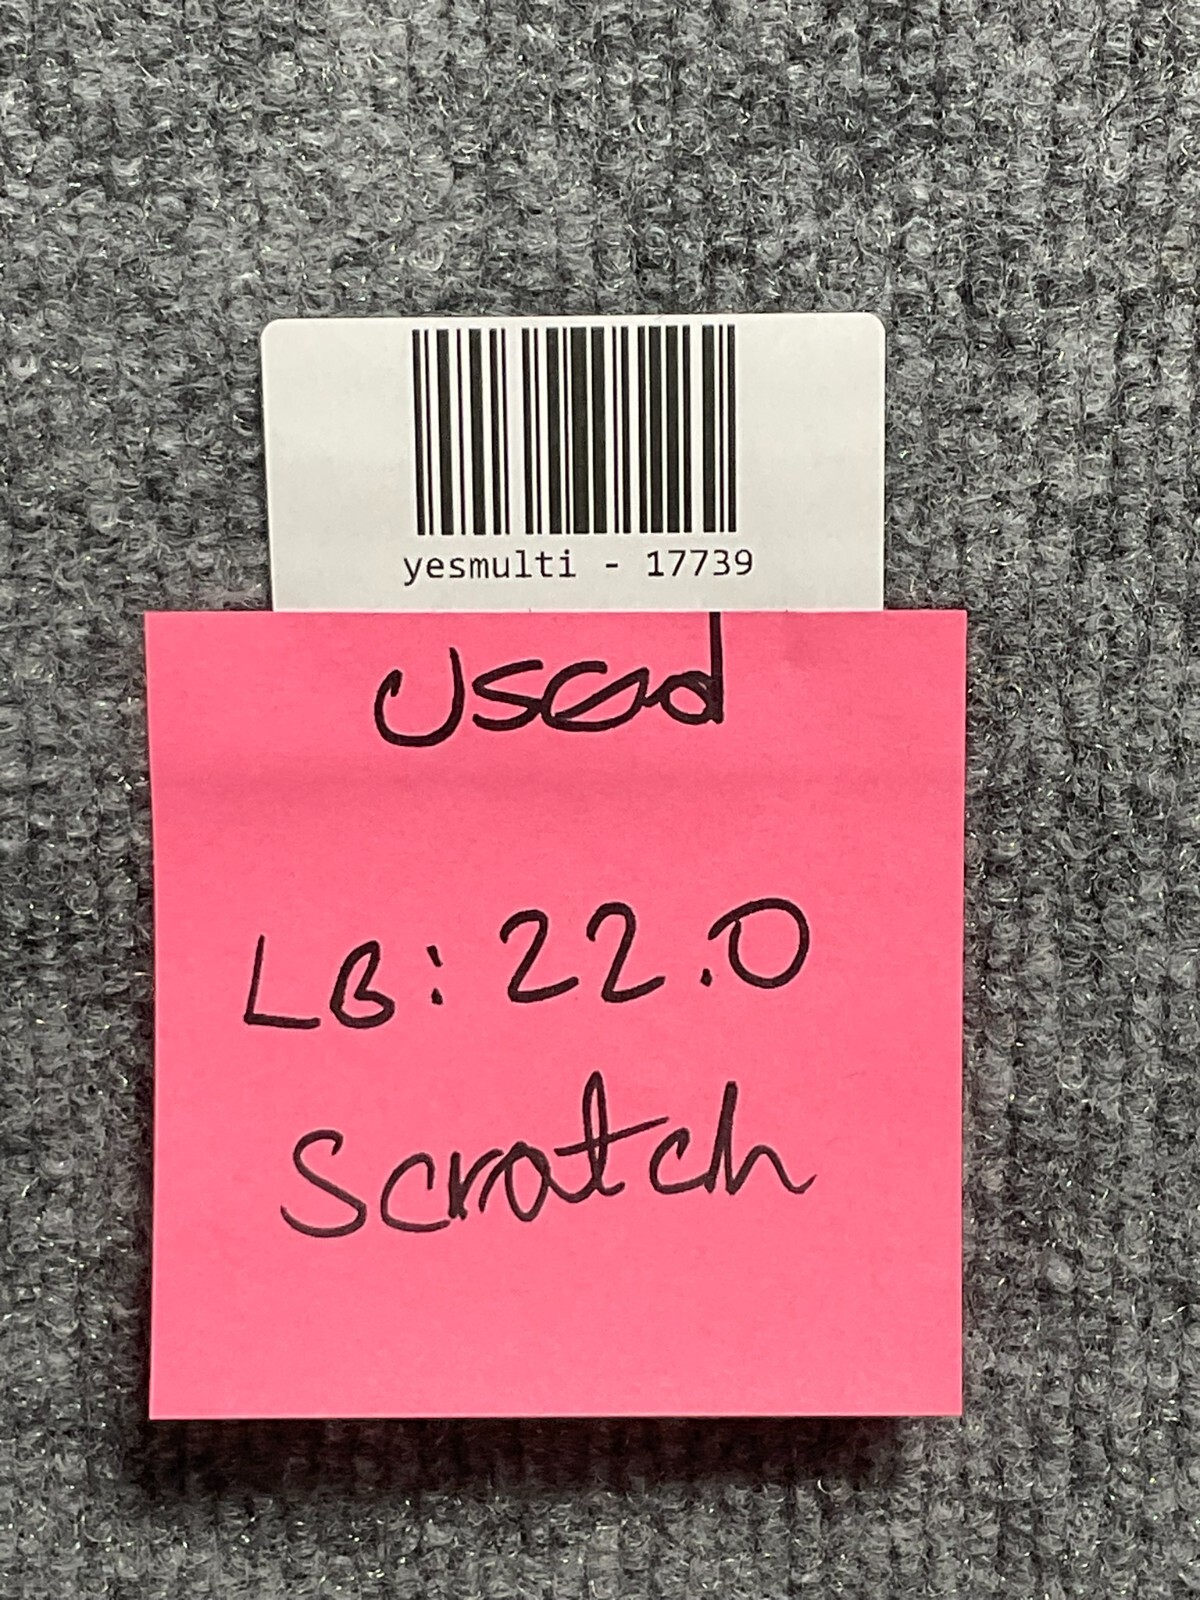 yesmulti - 17739
Used
LB: 22.0
Scratch